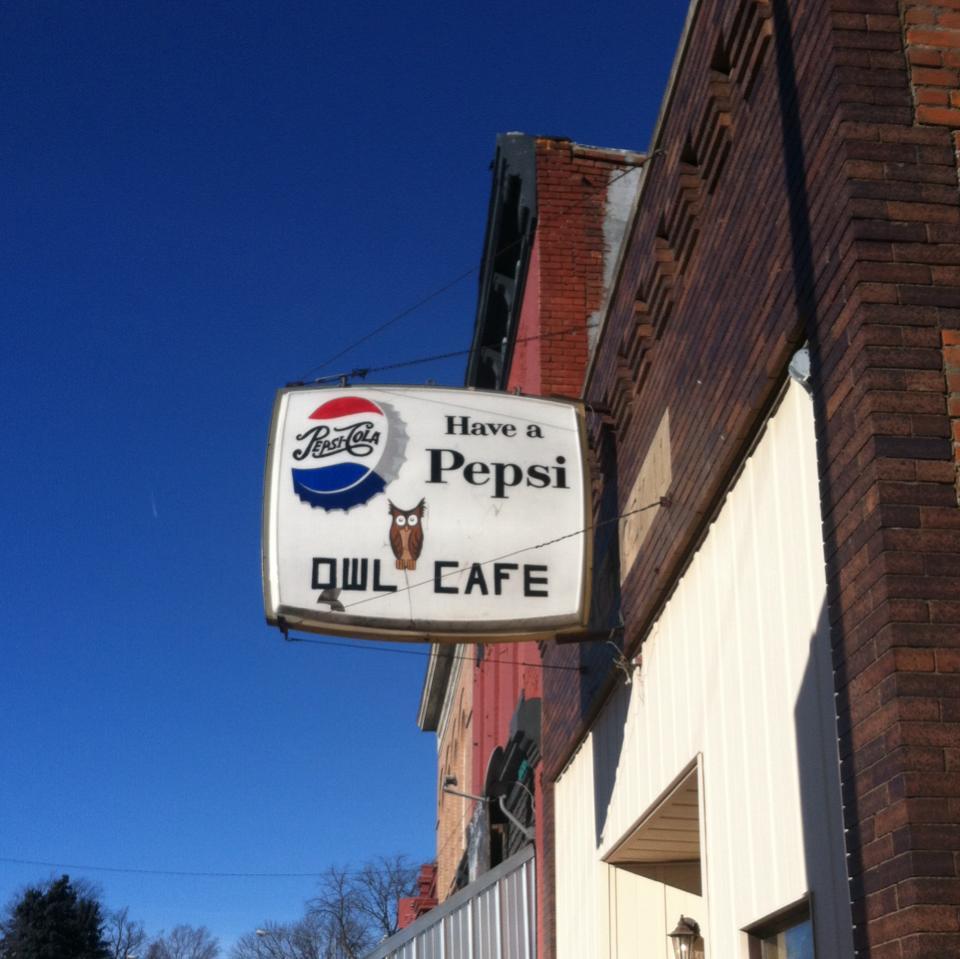 PEPSI-COLA
Have a
Pepsi
OWL CAFE